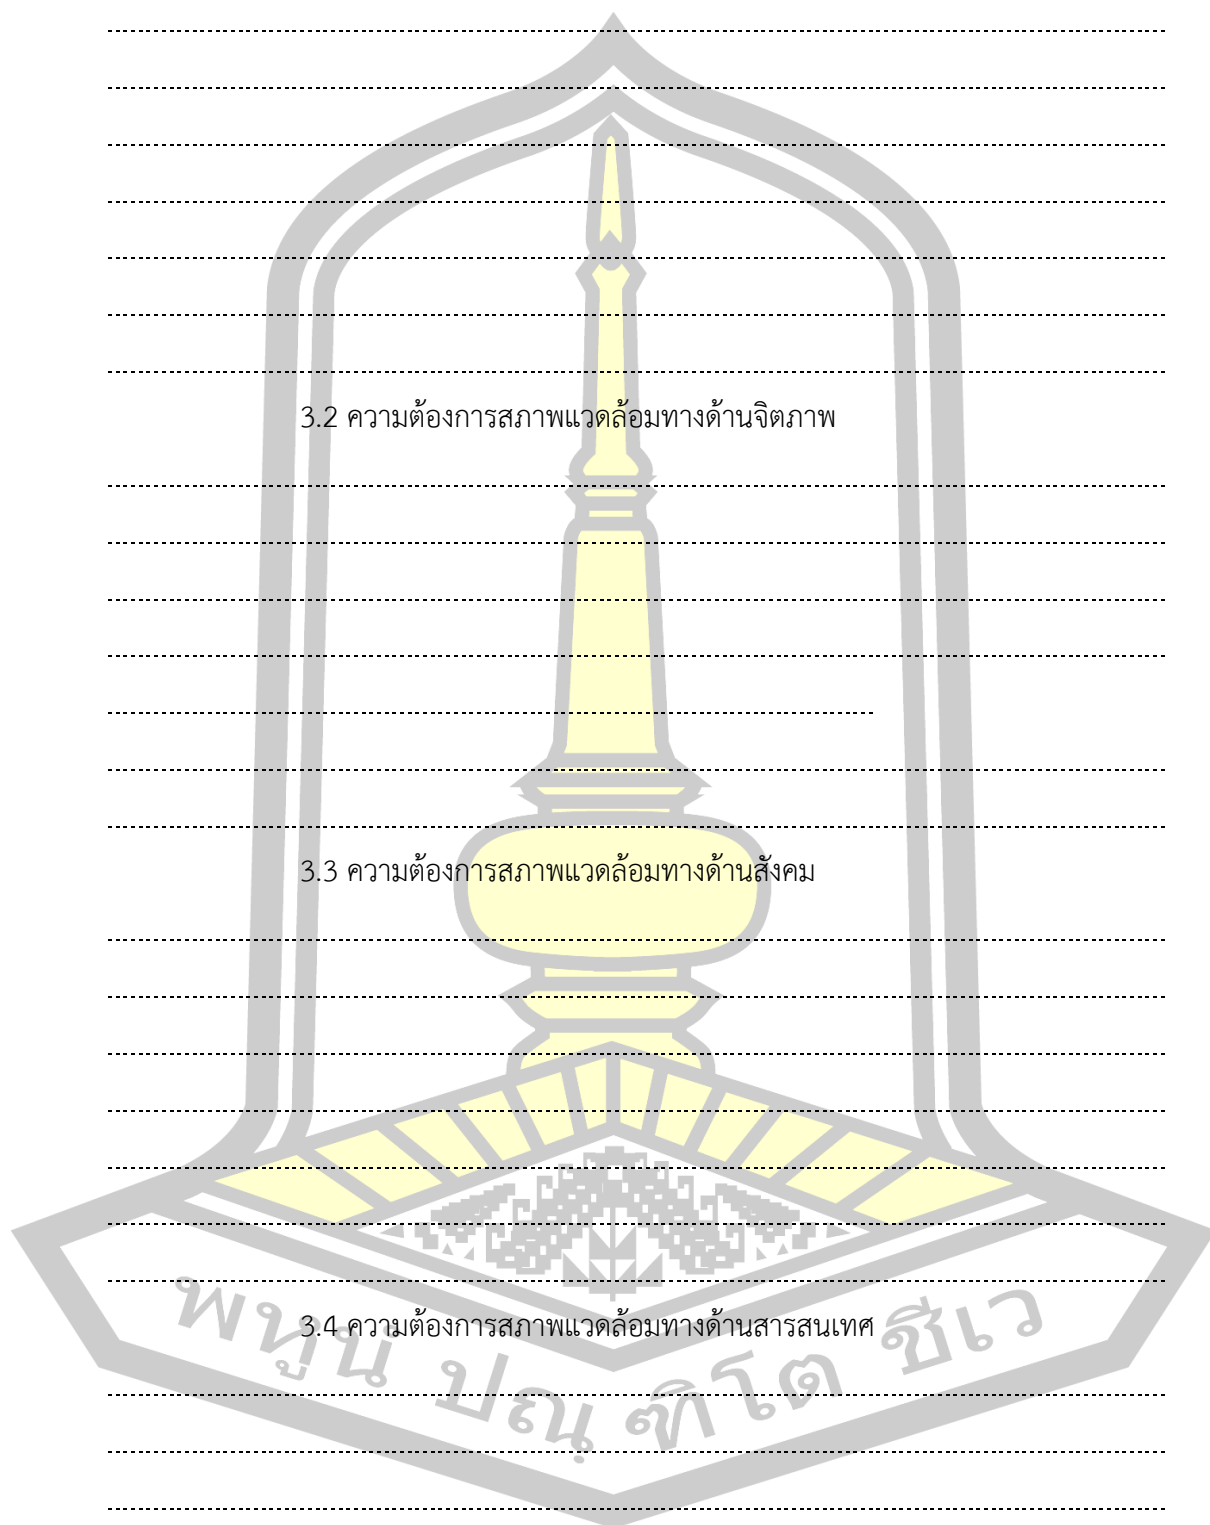 3.2 ความต้องการสภาพแวดล้อมทางด้านจิตภาพ
3.3 ความต้องการสภาพแวดล้อมทางด้านสังคม
3.4 ความต้องการสภาพแวดล้อมทางด้านสารสนเทศ
พหูนํ ปณฺฑิโต ชีเว